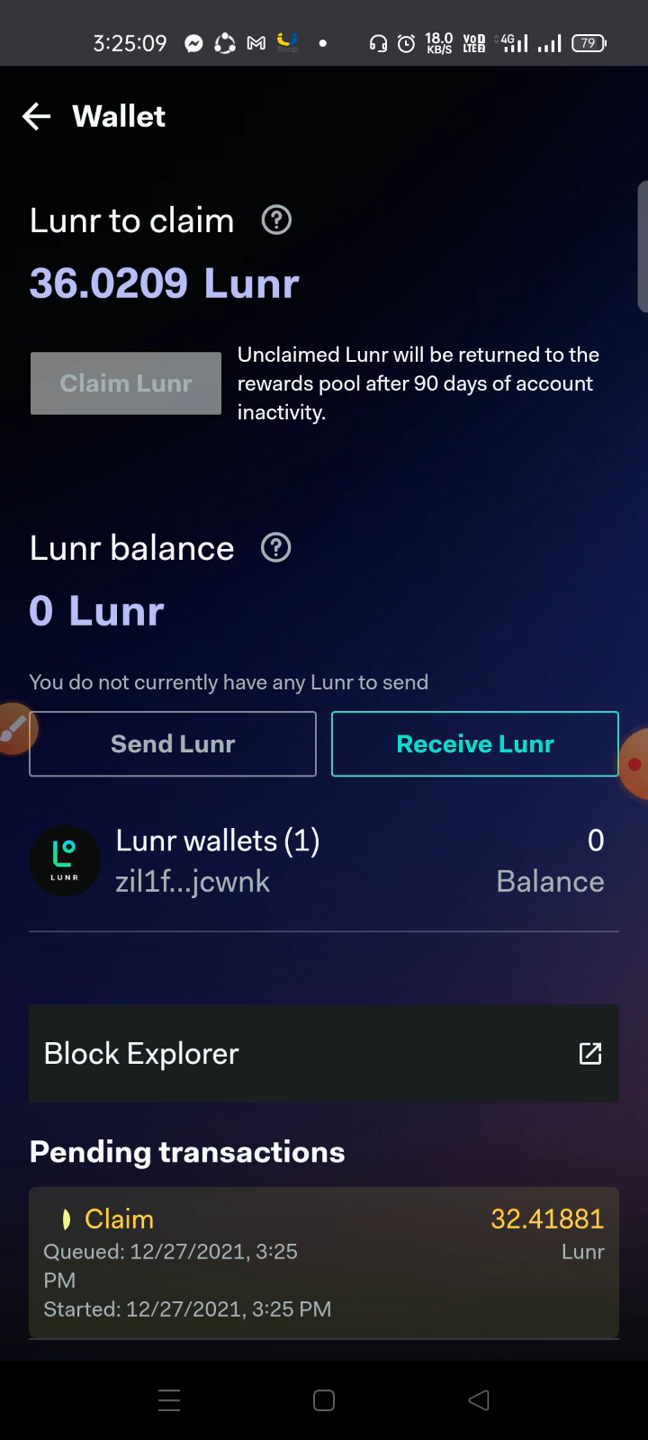 3:25:09 18.0 KB/S VoD LTE2 4G 79
Wallet
Lunr to claim ?
36.0209 Lunr
Claim Lunr
Unclaimed Lunr will be returned to the
rewards pool after 90 days of account
inactivity.
Lunr balance ?
0 Lunr
You do not currently have any Lunr to send
Send Lunr
Receive Lunr
LUNR
Lunr wallets (1) 0
zil1f...jcwnk Balance
Block Explorer
Pending transactions
Claim 32.41881
Queued: 12/27/2021, 3:25 Lunr
PM
Started: 12/27/2021, 3:25 PM